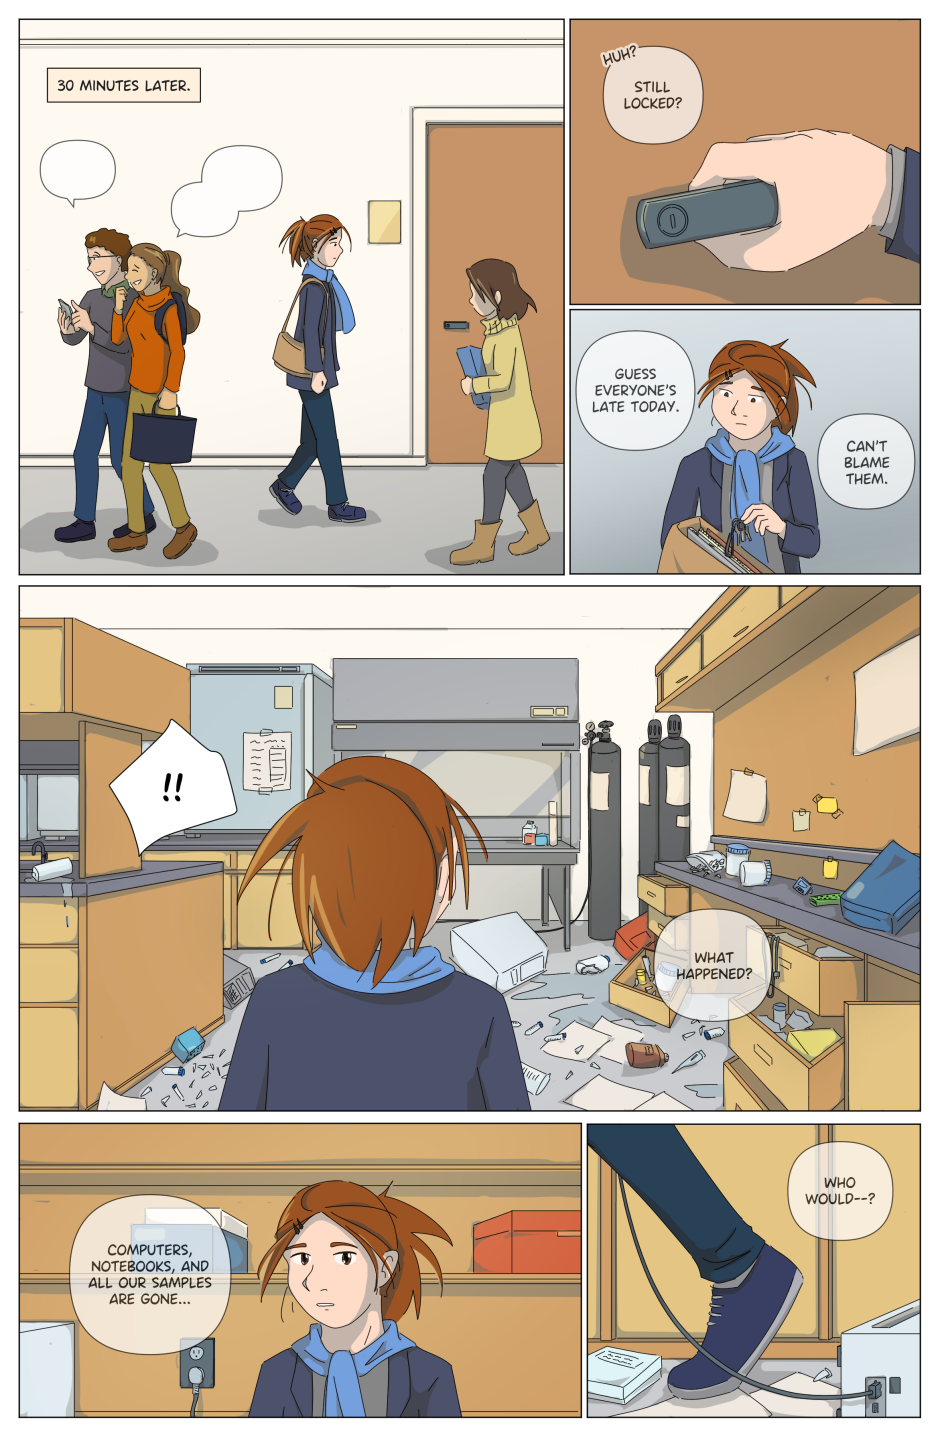 30 MINUTES LATER.
HUH?
STILL
LOCKED?
GUESS
EVERYONE'S
LATE TODAY.
CAN'T
BLAME
THEM.
!!
WHAT
HAPPENED?
COMPUTERS,
NOTEBOOKS, AND
ALL OUR SAMPLES
ARE GONE...
WHO
WOULD--?